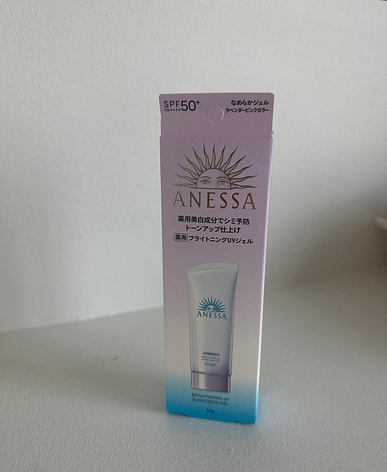 SPF50+
PA++++
なめらかジェル
ラベンダーピンクカラー
ANESSA
薬用美白成分でシミ予防
トーンアップ仕上げ
薬用 ブライトニングUVジェル
ANESSA
BRIGHTENING UV
SUNSCREEN GEL
90g